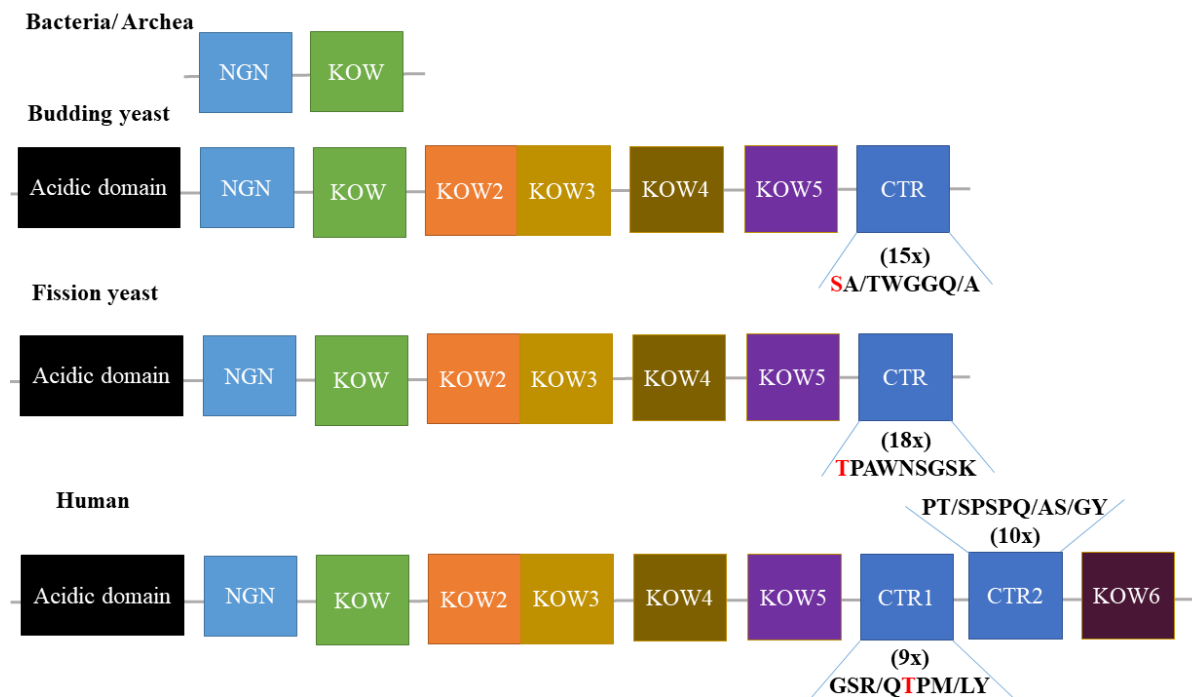 Bacteria/ Archea
NGN KOW
Budding yeast
Acidic domain NGN KOW KOW2 KOW3 KOW4 KOW5 CTR
(15x)
SA/TWGGQ/A
Fission yeast
Acidic domain NGN KOW KOW2 KOW3 KOW4 KOW5 CTR
(18x)
TPAWNSGSK
Human
PT/SPSPQ/AS/GY
(10x)
Acidic domain NGN KOW KOW2 KOW3 KOW4 KOW5 CTR1 CTR2 KOW6
(9x)
GSR/QTPM/LY